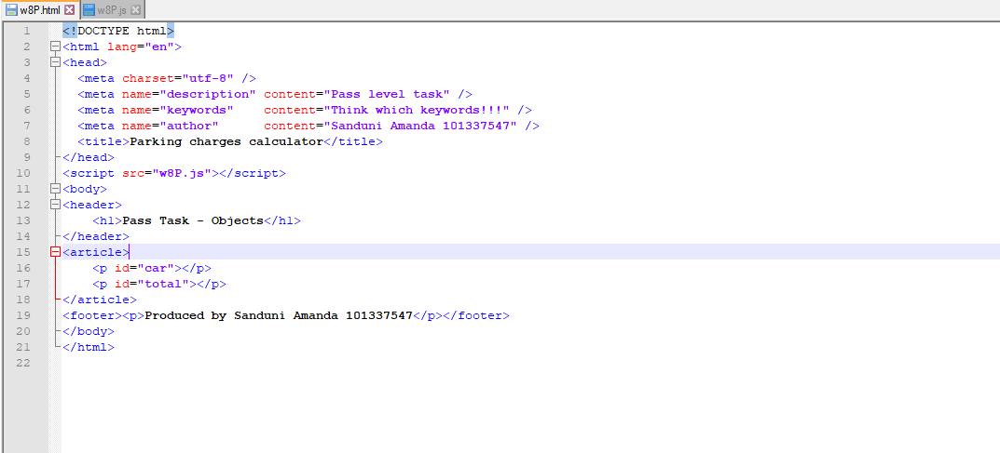 w8P.html w8P.js
1 <!DOCTYPE html>
2 <html lang="en">
3 <head>
4 <meta charset="utf-8" />
5 <meta name="description" content="Pass level task" />
6 <meta name="keywords" content="Think which keywords!!!" />
7 <meta name="author" content="Sanduni Amanda 101337547" />
8 <title>Parking charges calculator</title>
9 </head>
10 <script src="w8P.js"></script>
11 <body>
12 <header>
13 <h1>Pass Task - Objects</h1>
14 </header>
15 <article>
16 <p id="car"></p>
17 <p id="total"></p>
18 </article>
19 <footer><p>Produced by Sanduni Amanda 101337547</p></footer>
20 </body>
21 </html>
22